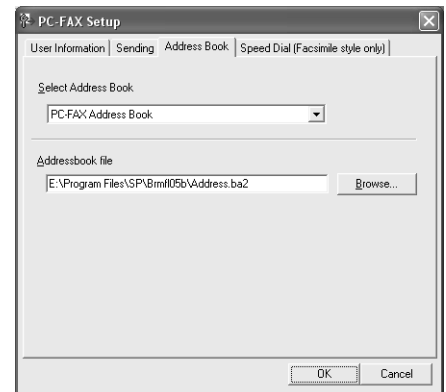 PC-FAX Setup
User Information Sending Address Book Speed Dial (Facsimile style only)
Select Address Book
PC-FAX Address Book
Addressbook file
E:\Program Files\SP\Brmfl05b\Address.ba2 Browse...
OK Cancel